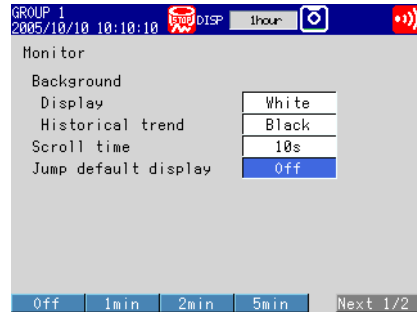 GROUP 1
2005/10/10 10:10:10 STOP DISP 1hour
Monitor
Background
Display White
Historical trend Black
Scroll time 10s
Jump default display Off
Off 1min 2min 5min Next 1/2